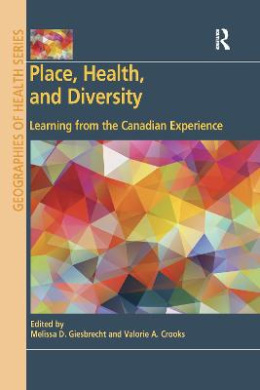 GEOGRAPHIES OF HEALTH SERIES
R
Place, Health,
and Diversity
Learning from the Canadian Experience
Edited by
Melissa D. Giesbrecht and Valorie A. Crooks